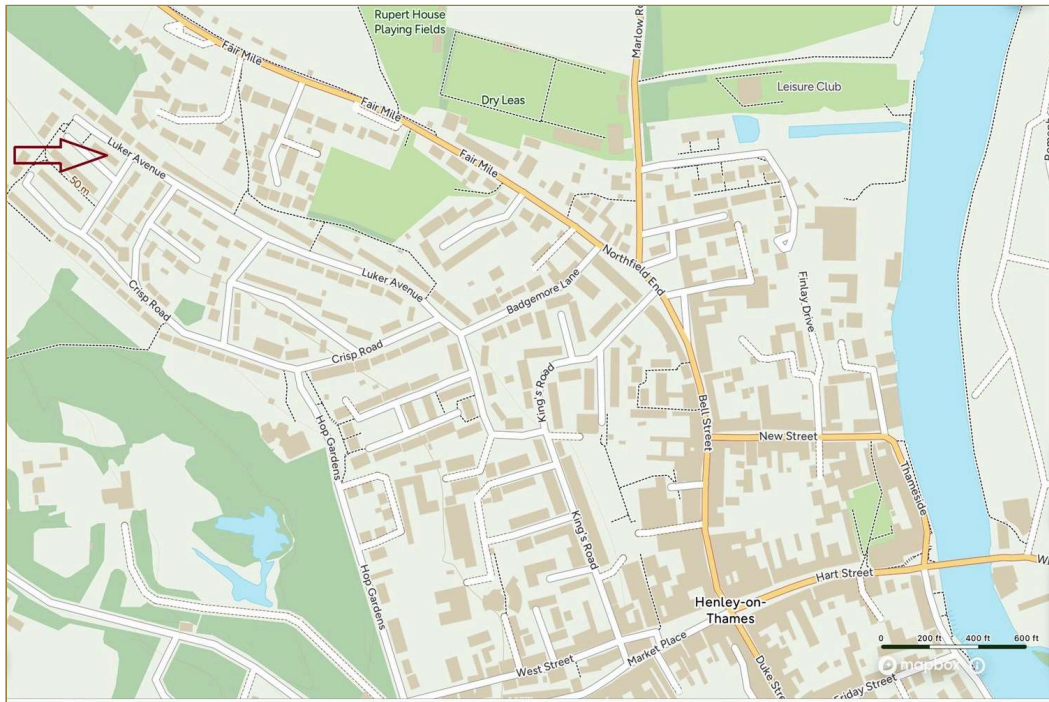 Rupert House
Playing Fields
Marlow Ro
Fair Mile
Leisure Club
Dry Leas
Fair Mile
Luker Avenue
Fair Mile
50 m
Northfield End
Luker Avenue
Badgemore Lane
Finlay Drive
Crisp Road
Crisp Road
King's Road
Bell Street
Hop Gardens
New Street
Thameside
King's Road
Hop Gardens
Hart Street
Henley-on-
Thames
0 200 ft 400 ft 600 ft
Market Place
West Street
Duke Stre
mapbox
Friday Street